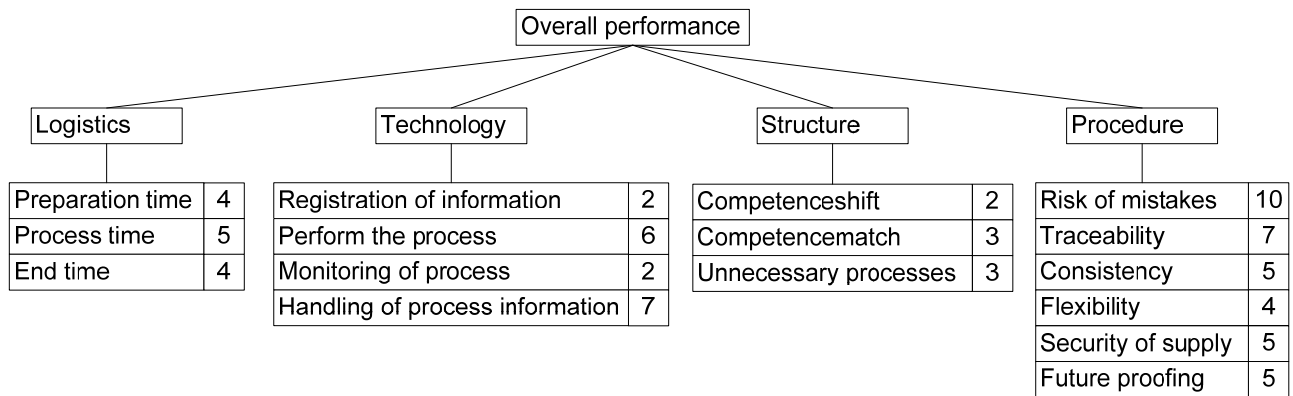 Overall performance
Logistics
Technology
Structure
Procedure
Preparation time 4
Process time 5
End time 4
Registration of information 2
Perform the process 6
Monitoring of process 2
Handling of process information 7
Competenceshift 2
Competencematch 3
Unnecessary processes 3
Risk of mistakes 10
Traceability 7
Consistency 5
Flexibility 4
Security of supply 5
Future proofing 5